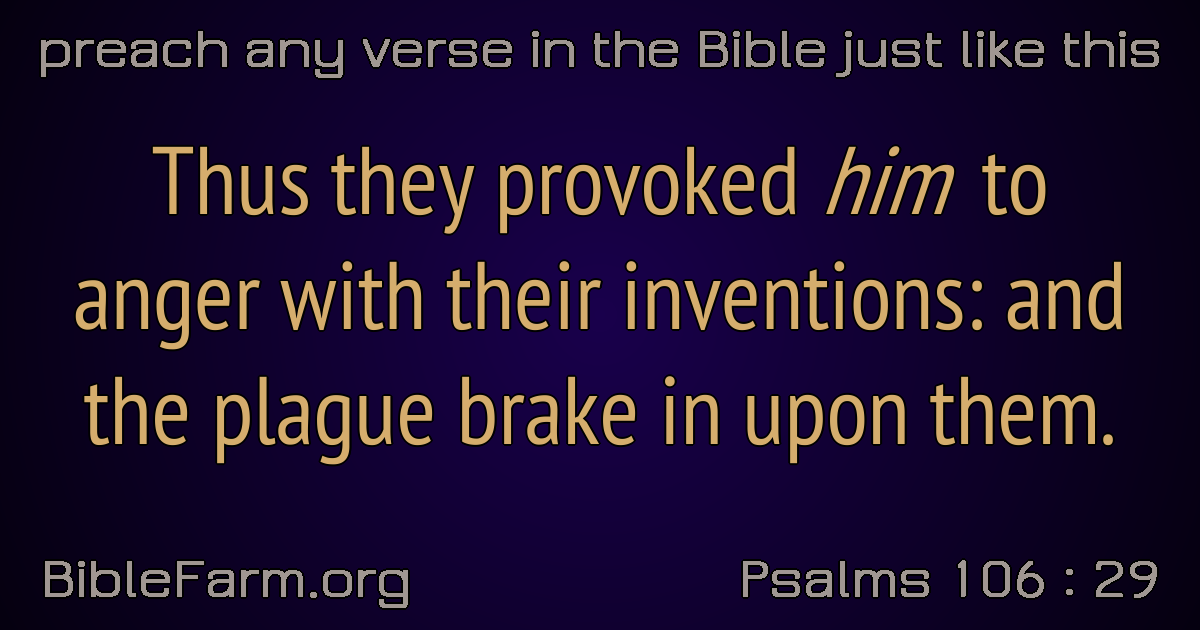 preach any verse in the Bible just like this
Thus they provoked him to
anger with their inventions: and
the plague brake in upon them.
BibleFarm.org
Psalms 106 : 29